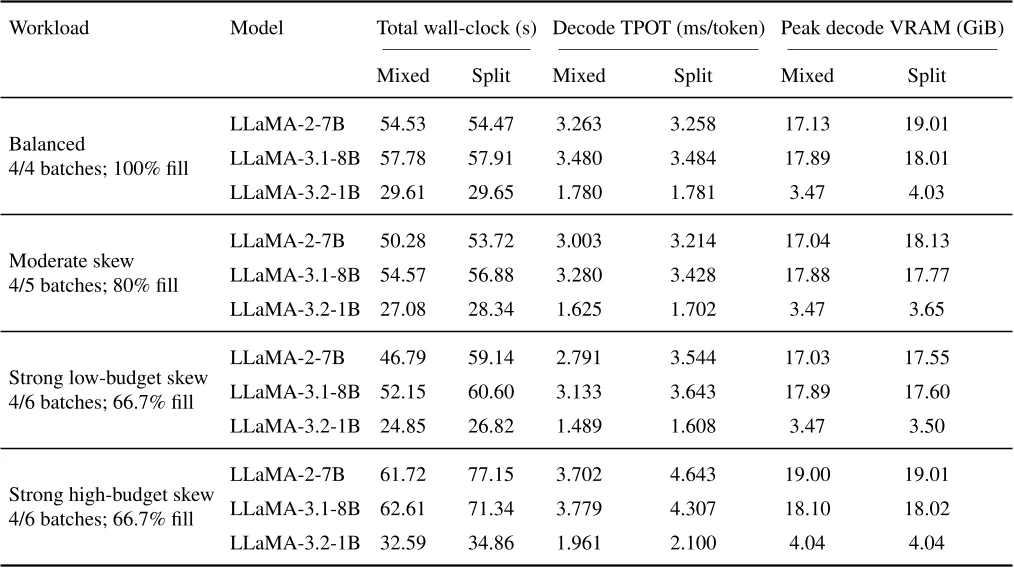 Workload Model Total wall-clock (s) Decode TPOT (ms/token) Peak decode VRAM (GiB)
Mixed Split Mixed Split Mixed Split
Balanced
4/4 batches; 100% fill
LLaMA-2-7B 54.53 54.47 3.263 3.258 17.13 19.01
LLaMA-3.1-8B 57.78 57.91 3.480 3.484 17.89 18.01
LLaMA-3.2-1B 29.61 29.65 1.780 1.781 3.47 4.03
Moderate skew
4/5 batches; 80% fill
LLaMA-2-7B 50.28 53.72 3.003 3.214 17.04 18.13
LLaMA-3.1-8B 54.57 56.88 3.280 3.428 17.88 17.77
LLaMA-3.2-1B 27.08 28.34 1.625 1.702 3.47 3.65
Strong low-budget skew
4/6 batches; 66.7% fill
LLaMA-2-7B 46.79 59.14 2.791 3.544 17.03 17.55
LLaMA-3.1-8B 52.15 60.60 3.133 3.643 17.89 17.60
LLaMA-3.2-1B 24.85 26.82 1.489 1.608 3.47 3.50
Strong high-budget skew
4/6 batches; 66.7% fill
LLaMA-2-7B 61.72 77.15 3.702 4.643 19.00 19.01
LLaMA-3.1-8B 62.61 71.34 3.779 4.307 18.10 18.02
LLaMA-3.2-1B 32.59 34.86 1.961 2.100 4.04 4.04